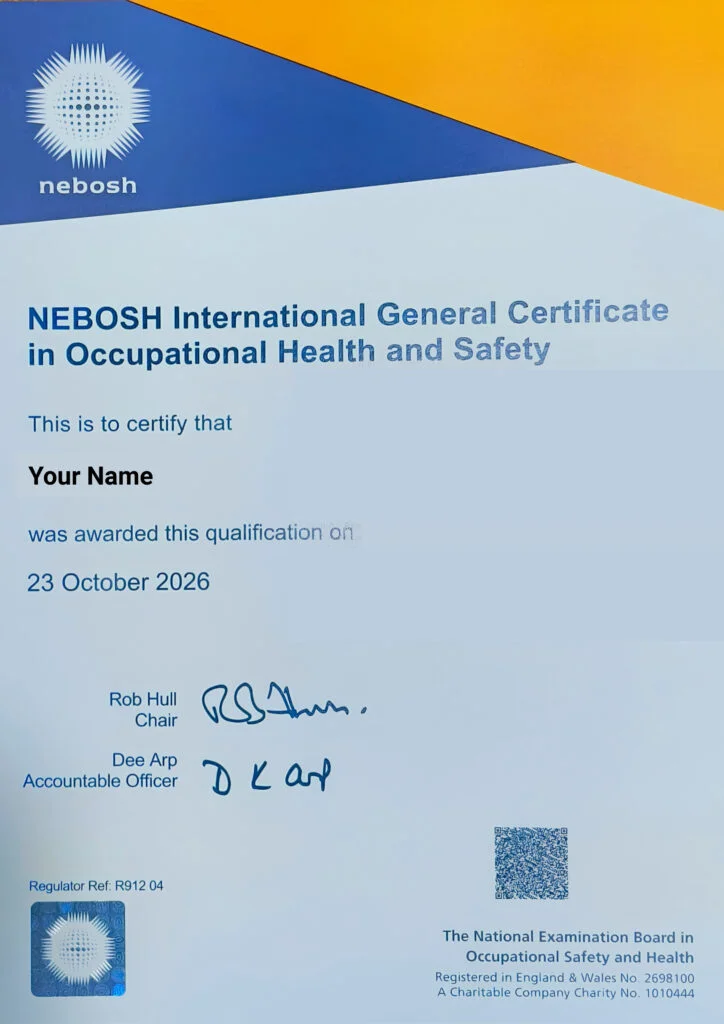 nebosh
NEBOSH International General Certificate
in Occupational Health and Safety
This is to certify that
Your Name
was awarded this qualification on
23 October 2026
Rob Hull
Chair
Dee Arp
Accountable Officer
D K Arp
Regulator Ref: R912 04
The National Examination Board in
Occupational Safety and Health
Registered in England & Wales No. 2698100
A Charitable Company Charity No. 1010444